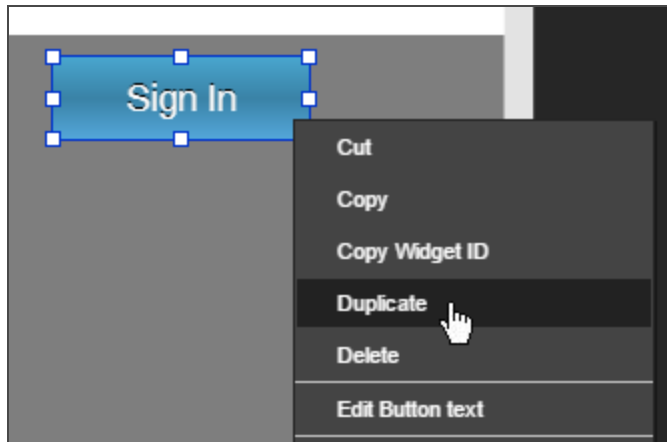 Sign In
Cut
Copy
Copy Widget ID
Duplicate
Delete
Edit Button text